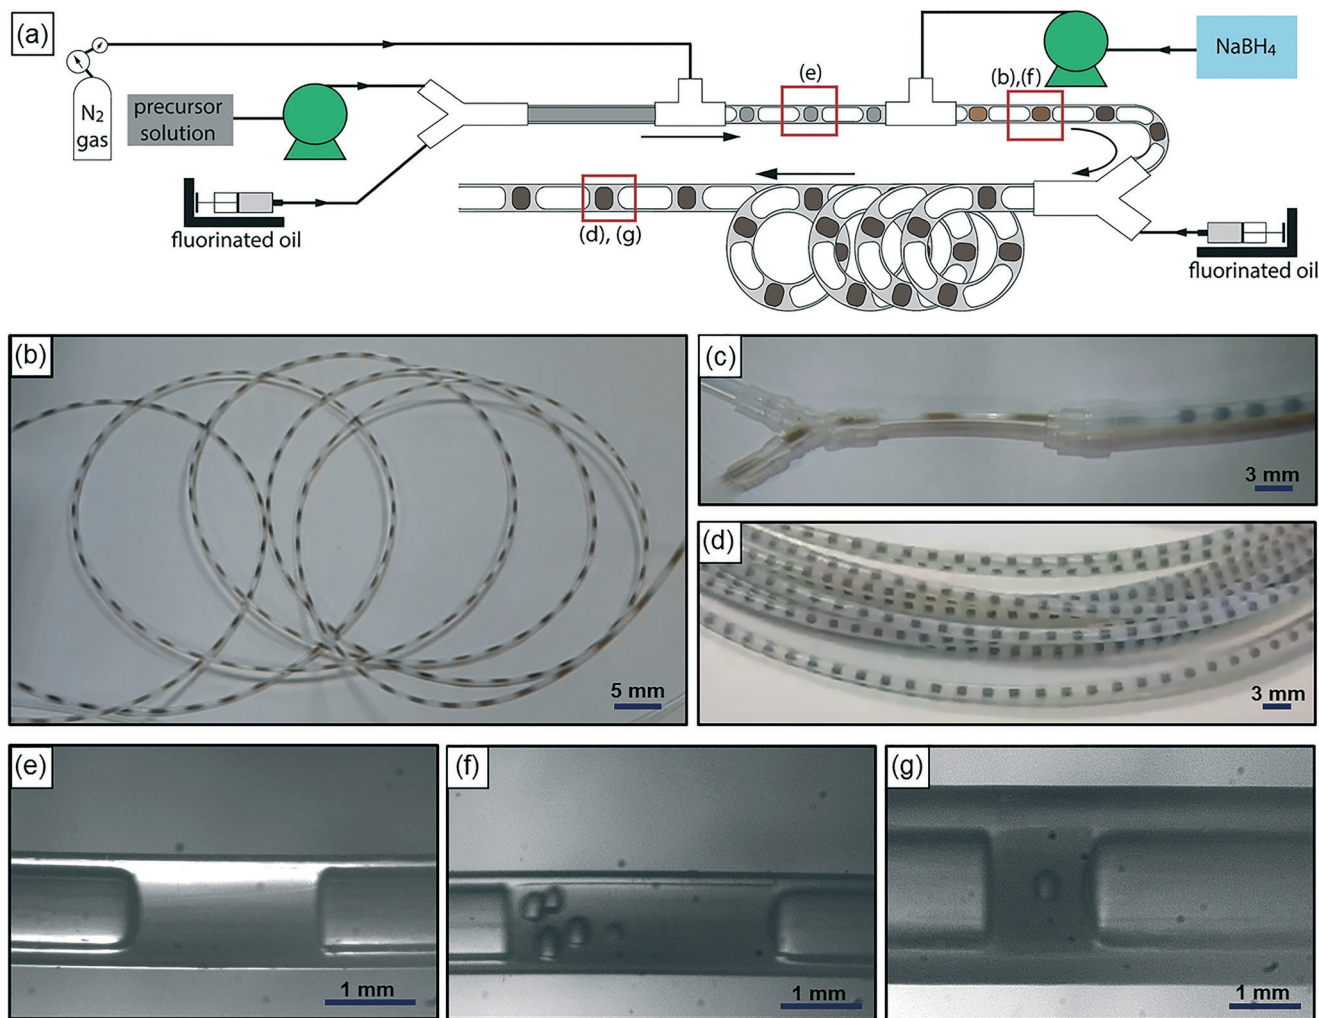 (a)
N2
gas
precursor
solution
fluorinated oil
(e)
(b),(f)
NaBH4
(d), (g)
fluorinated oil
(b)
5 mm
(c)
3 mm
(d)
3 mm
(e)
1 mm
(f)
1 mm
(g)
1 mm